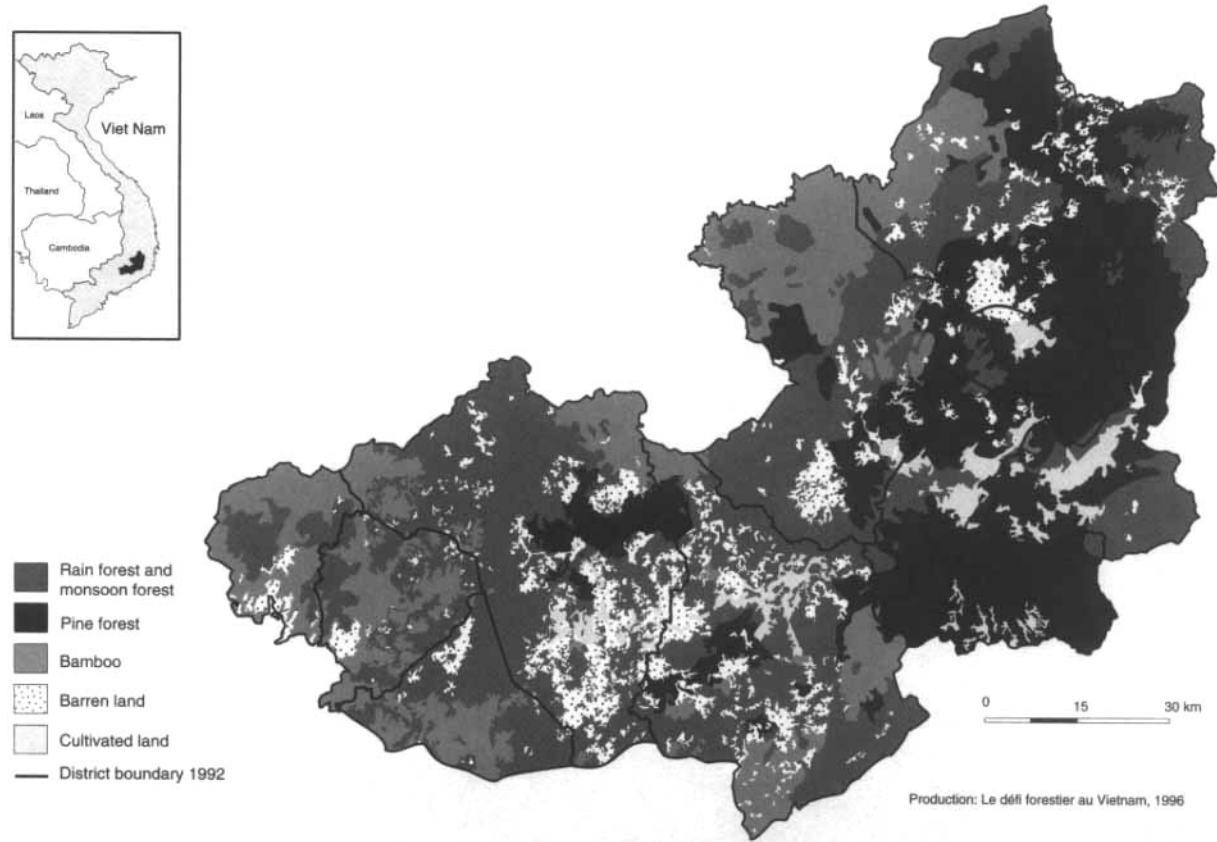 Laos
Viet Nam
Thailand
Cambodia
Rain forest and
monsoon forest
Pine forest
Bamboo
Barren land
Cultivated land
District boundary 1992
0 15 30 km
Production: Le défi forestier au Vietnam, 1996